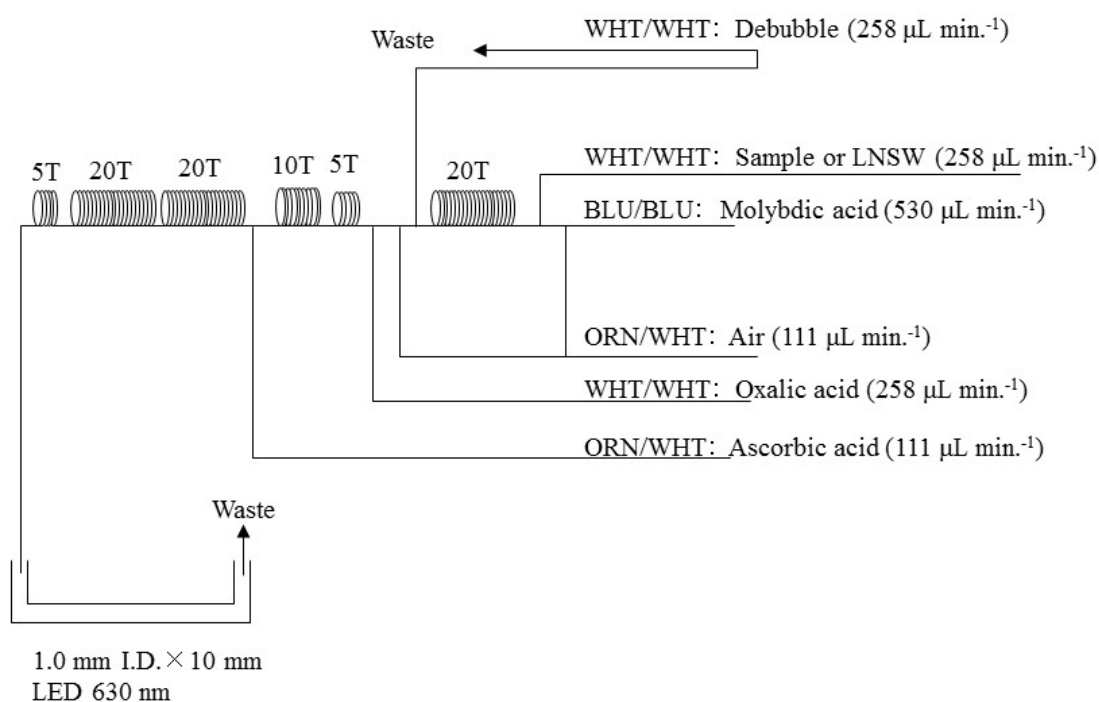 WHT/WHT: Debubble (258 μL min.-1)
Waste
5T 20T 20T 10T 5T 20T
WHT/WHT: Sample or LNSW (258 μL min.-1)
BLU/BLU: Molybdic acid (530 μL min.-1)
ORN/WHT: Air (111 μL min.-1)
WHT/WHT: Oxalic acid (258 μL min.-1)
ORN/WHT: Ascorbic acid (111 μL min.-1)
Waste
1.0 mm I.D.×10 mm
LED 630 nm